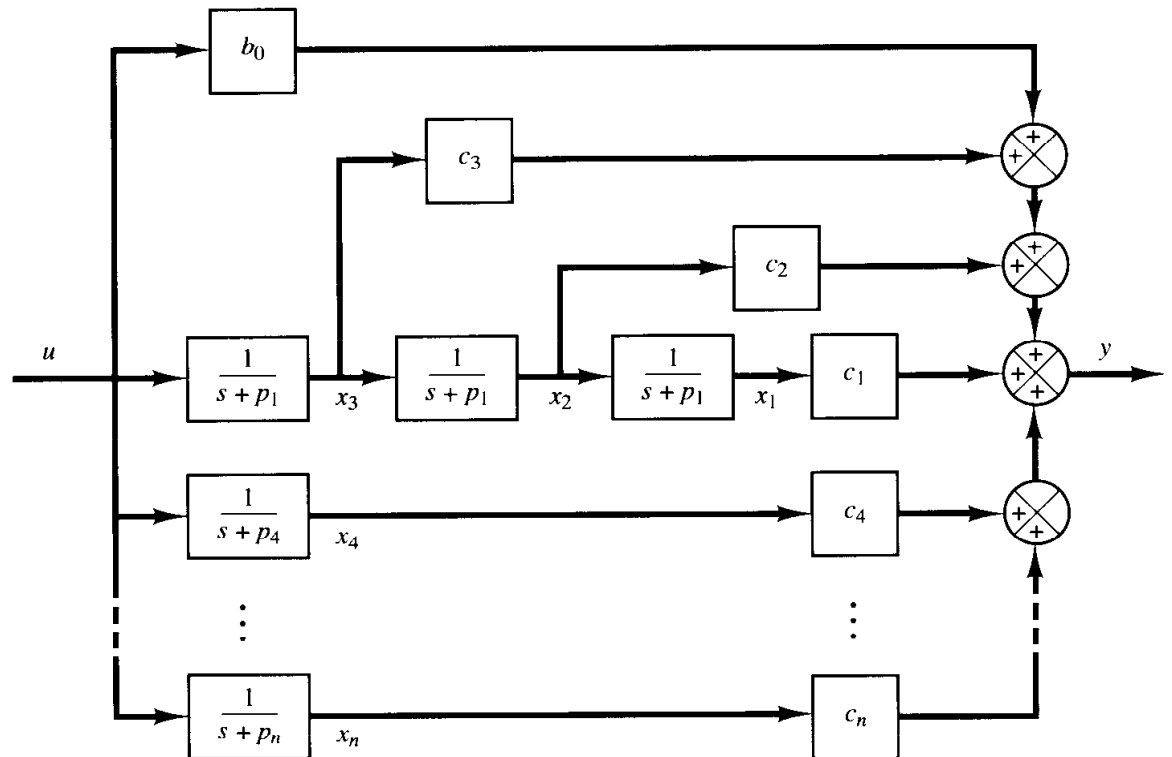 b₀
+
+
c₃
+
+
c₂
u
1
s + p₁
x₃
1
s + p₁
x₂
1
s + p₁
x₁
c₁
+
+
+
y
1
s + p₄
x₄
c₄
+
+
⋮
⋮
1
s + pₙ
xₙ
cₙ